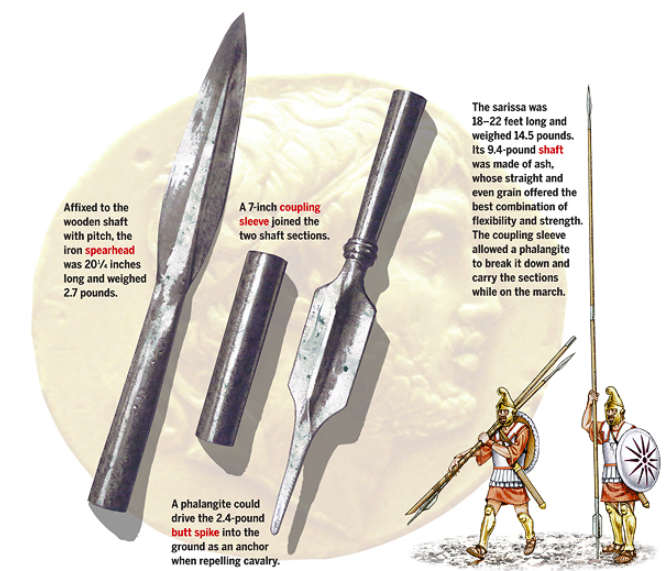 Affixed to the
wooden shaft
with pitch, the
iron spearhead
was 20¼ inches
long and weighed
2.7 pounds.
A 7-inch coupling
sleeve joined the
two shaft sections.
The sarissa was
18–22 feet long and
weighed 14.5 pounds.
Its 9.4-pound shaft
was made of ash,
whose straight and
even grain offered the
best combination of
flexibility and strength.
The coupling sleeve
allowed a phalangite
to break it down and
carry the sections
while on the march.
A phalangite could
drive the 2.4-pound
butt spike into the
ground as an anchor
when repelling cavalry.